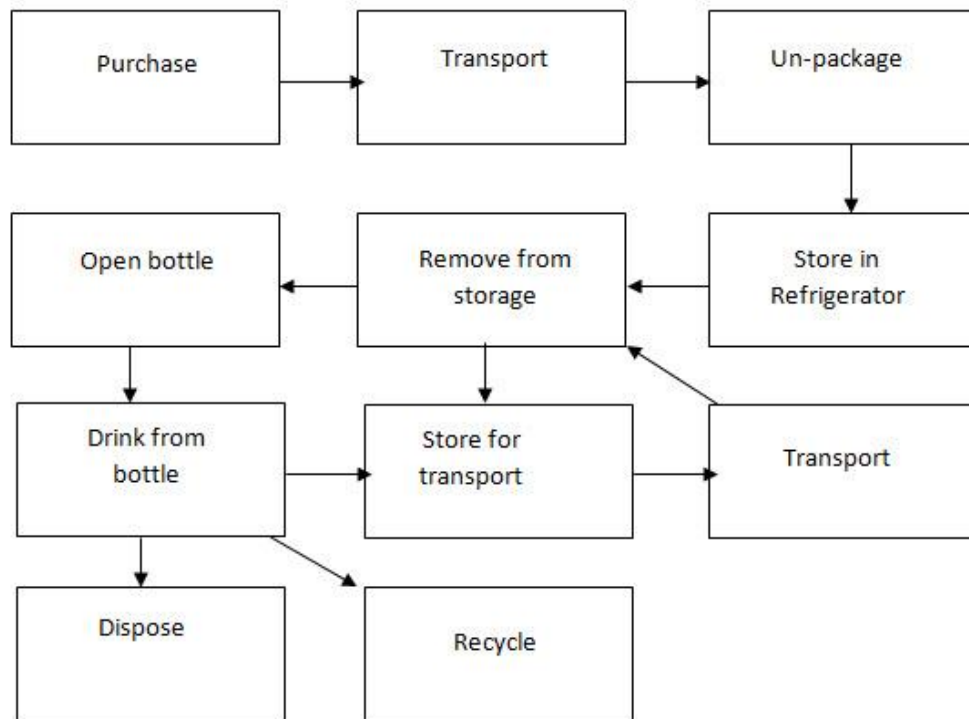 Purchase
Transport
Un-package
Open bottle
Remove from
storage
Store in
Refrigerator
Drink from
bottle
Store for
transport
Transport
Dispose
Recycle